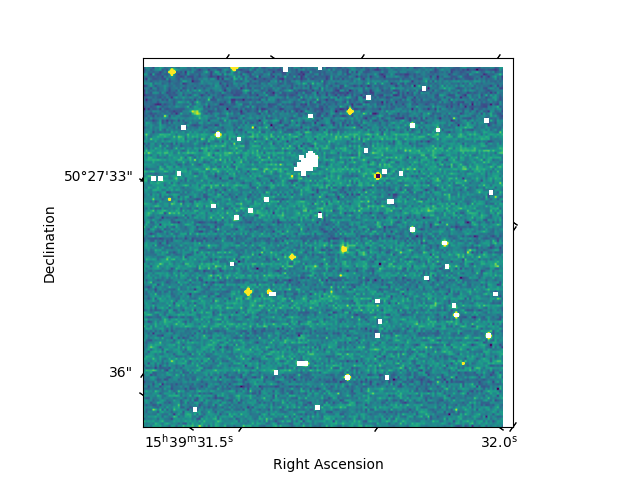 50°27'33"
Declination
36"
15ʰ39ᵐ31.5ˢ
32.0ˢ
Right Ascension